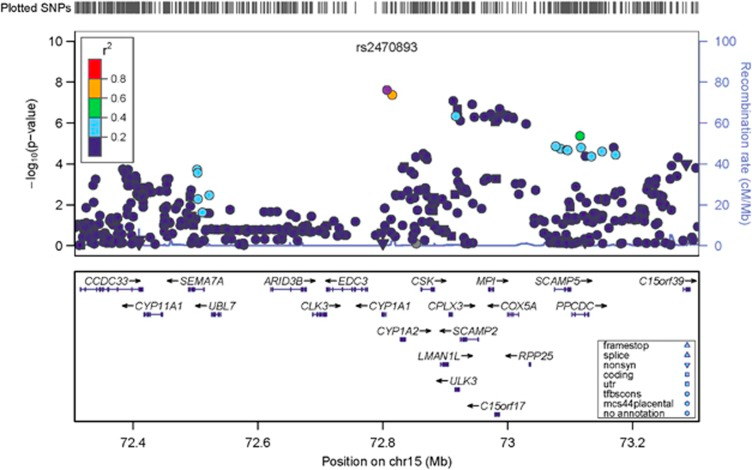 Plotted SNPs
rs2470893
r²
0.8
0.6
0.4
0.2
10
8
6
4
2
0
−log₁₀(p-value)
100
80
60
40
20
0
Recombination rate (cM/Mb)
CCDC33→ ←SEMA7A ARID3B→ ←EDC3 CSK→ MPI→ SCAMP5→ C15orf39→
←CYP11A1 ←UBL7 CLK3→ ←CYP1A1 CPLX3→ ←COX5A PPCDC→
CYP1A2→ ←SCAMP2
LMAN1L→ ←RPP25
←ULK3
←C15orf17
framestop
splice
nonsyn
coding
utr
tfbscons
mcs44placental
no annotation
72.4 72.6 72.8 73 73.2
Position on chr15 (Mb)